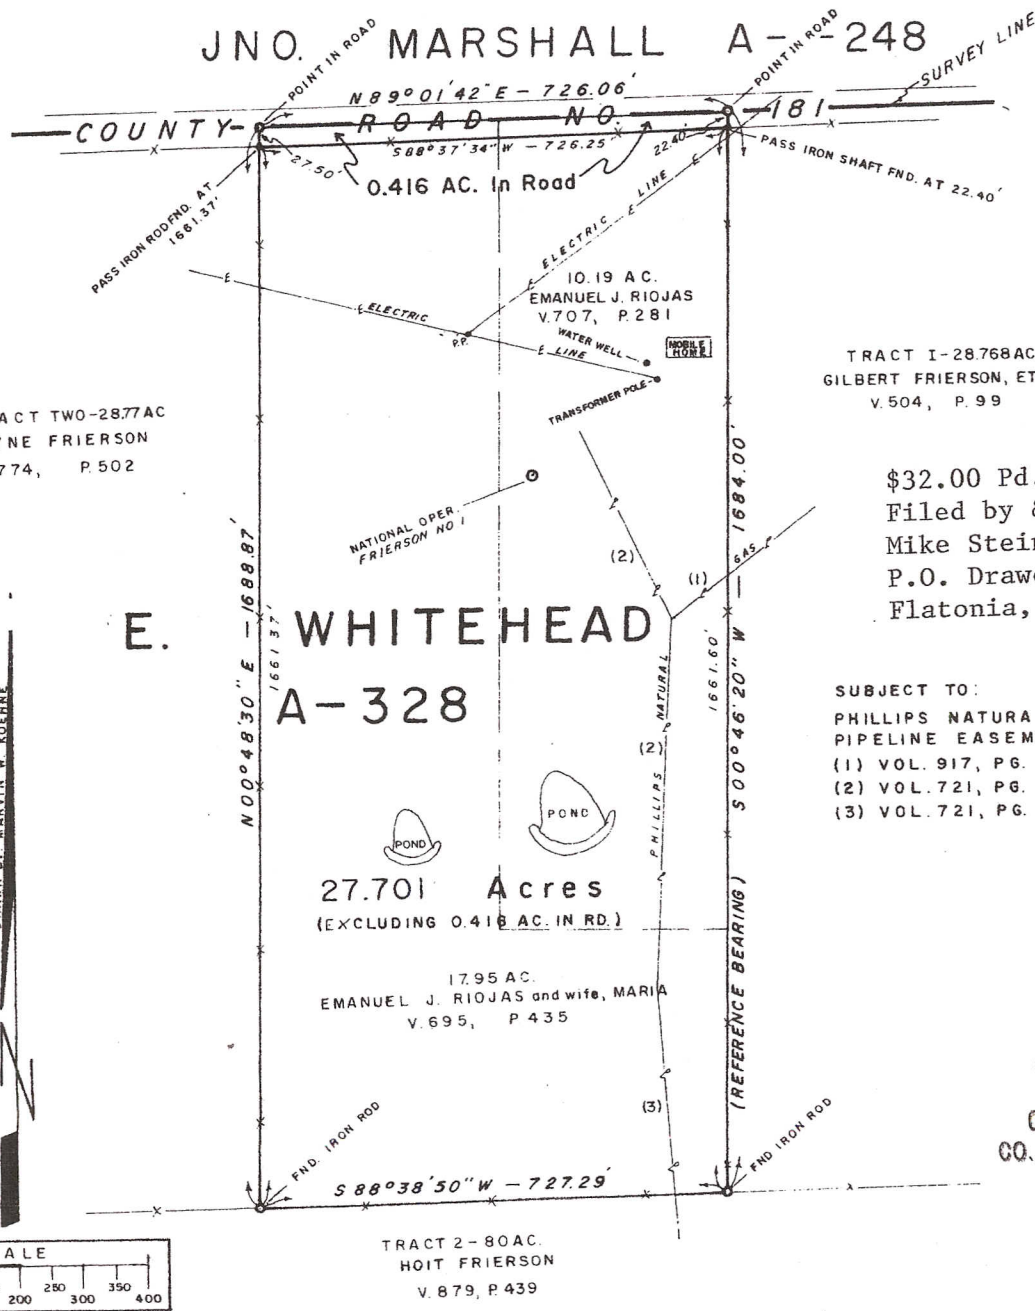 JNO. MARSHALL A--248
POINT IN ROAD
POINT IN ROAD
SURVEY LINE
N 89°01'42" E - 726.06'
COUNTY ROAD NO. 181
S 88°37'34" W - 726.25'
27.50'
22.40'
0.416 AC. In Road
PASS IRON SHAFT FND. AT 22.40'
PASS IRON ROD FND. AT
1661.37'
E ELECTRIC LINE E
10.19 AC.
EMANUEL J. RIOJAS
V.707, P.281
E ELECTRIC E LINE
P.P.
WATER WELL
MOBILE
HOME
TRANSFORMER POLE
TRACT I-28.768AC
GILBERT FRIERSON, ET
V.504, P.99
ACT TWO-28.77AC
NE FRIERSON
774, P.502
$32.00 Pd.
Filed by &
Mike Stein
P.O. Drawe
Flatonia,
NATIONAL OPER.
FRIERSON NO 1
(2)
(1)
GAS
E. WHITEHEAD
A-328
N00°48'30" E - 1688.87'
1661.37'
S 00°46'20" W - 1684.00'
1661.60'
(REFERENCE BEARING)
PHILLIPS NATURAL
(2)
SUBJECT TO:
PHILLIPS NATURA
PIPELINE EASEM
(1) VOL. 917, PG.
(2) VOL. 721, PG.
(3) VOL. 721, PG.
MARVIN W. KOEHNE
POND
POND
27.701 Acres
(EXCLUDING 0.416 AC. IN RD.)
17.95 AC.
EMANUEL J. RIOJAS and wife, MARIA
V.695, P 435
(3)
N
FND. IRON ROD
FND IRON ROD
CO.
S 88°38'50" W - 727.29'
TRACT 2-80AC.
HOIT FRIERSON
V. 879, P. 439
ALE
200 250 300 350 400